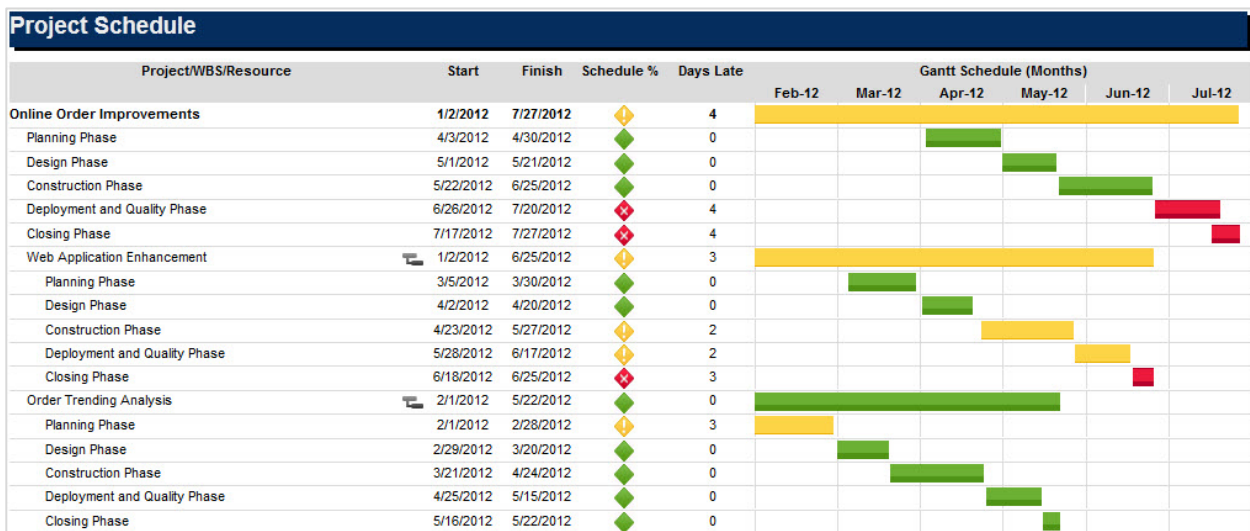 Project Schedule
Project/WBS/Resource Start Finish Schedule % Days Late Gantt Schedule (Months)
Feb-12 Mar-12 Apr-12 May-12 Jun-12 Jul-12
Online Order Improvements 1/2/2012 7/27/2012 4
Planning Phase 4/3/2012 4/30/2012 0
Design Phase 5/1/2012 5/21/2012 0
Construction Phase 5/22/2012 6/25/2012 0
Deployment and Quality Phase 6/26/2012 7/20/2012 4
Closing Phase 7/17/2012 7/27/2012 4
Web Application Enhancement 1/2/2012 6/25/2012 3
Planning Phase 3/5/2012 3/30/2012 0
Design Phase 4/2/2012 4/20/2012 0
Construction Phase 4/23/2012 5/27/2012 2
Deployment and Quality Phase 5/28/2012 6/17/2012 2
Closing Phase 6/18/2012 6/25/2012 3
Order Trending Analysis 2/1/2012 5/22/2012 0
Planning Phase 2/1/2012 2/28/2012 3
Design Phase 2/29/2012 3/20/2012 0
Construction Phase 3/21/2012 4/24/2012 0
Deployment and Quality Phase 4/25/2012 5/15/2012 0
Closing Phase 5/16/2012 5/22/2012 0